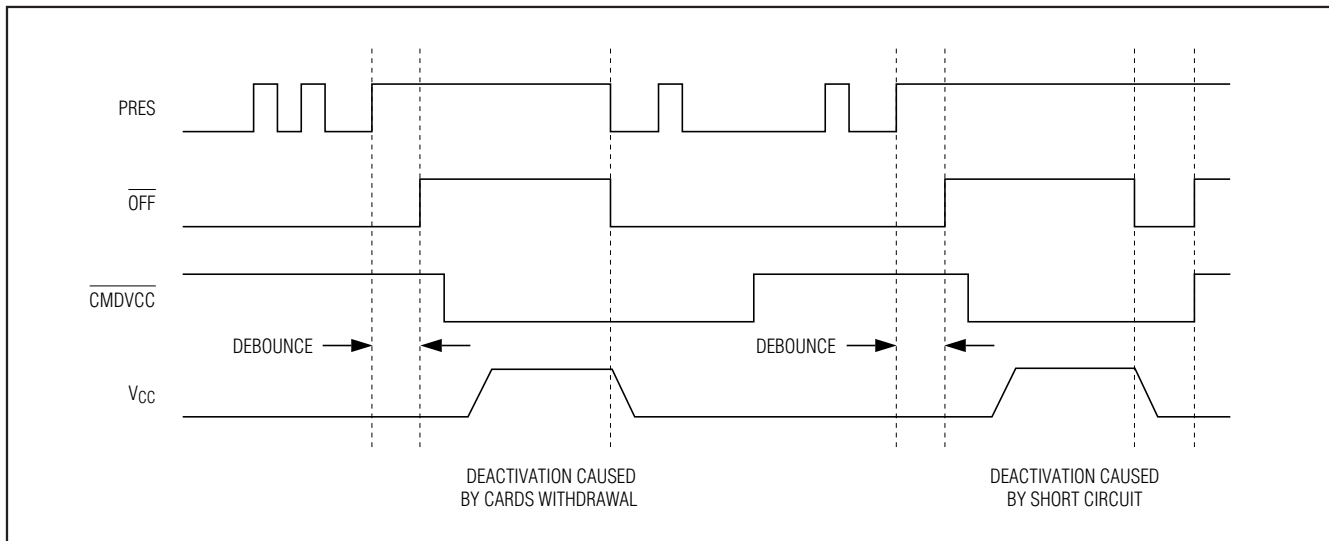 PRES
OFF
CMDVCC
DEBOUNCE
DEBOUNCE
VCC
DEACTIVATION CAUSED
BY CARDS WITHDRAWAL
DEACTIVATION CAUSED
BY SHORT CIRCUIT